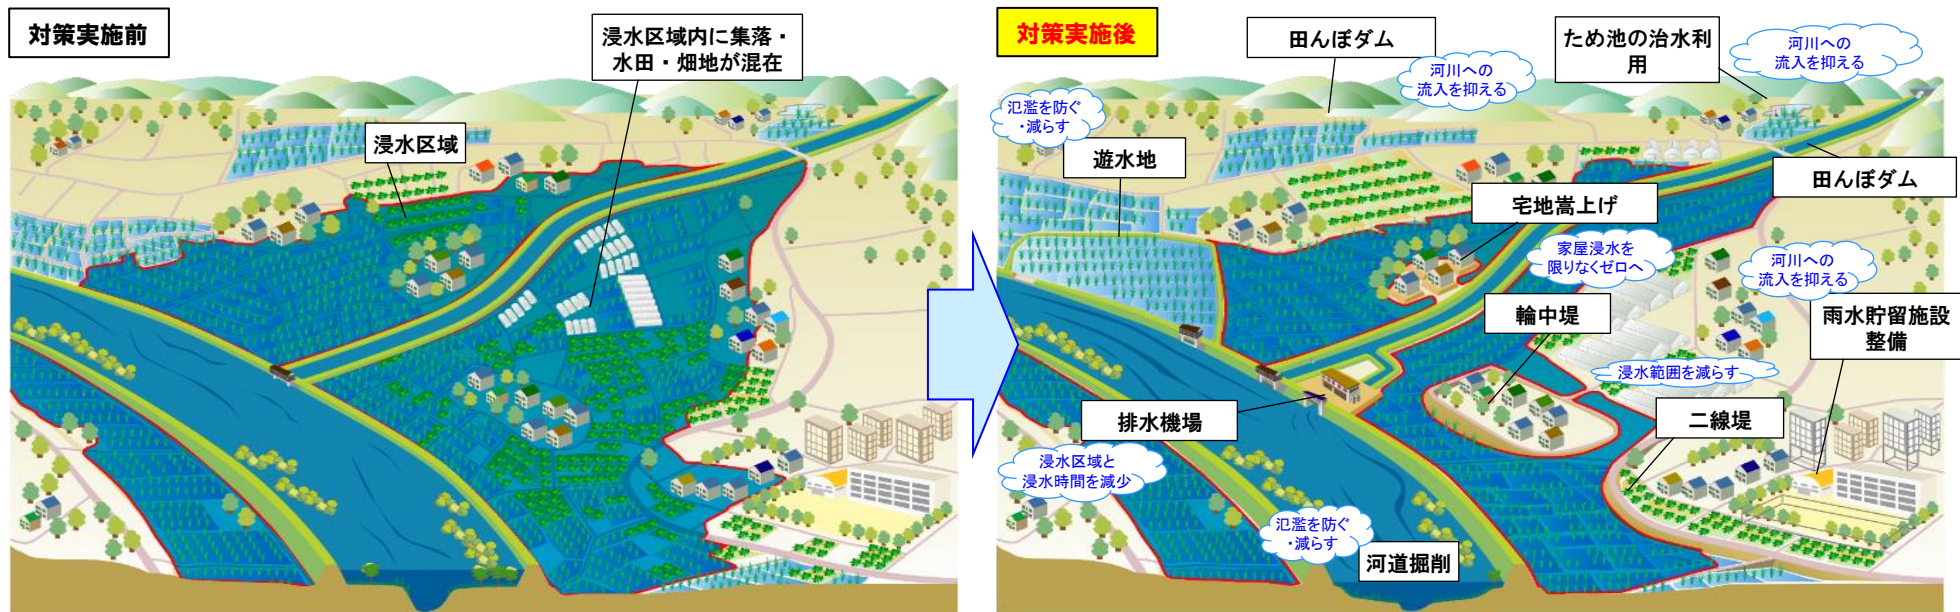 対策実施前
浸水区域内に集落・
水田・畑地が混在
浸水区域
対策実施後
田んぼダム
ため池の治水利
用
河川への
流入を抑える
河川への
流入を抑える
氾濫を防ぐ
・減らす
遊水地
田んぼダム
宅地嵩上げ
家屋浸水を
限りなくゼロへ
河川への
流入を抑える
輪中堤
雨水貯留施設
整備
浸水範囲を減らす
排水機場
二線堤
浸水区域と
浸水時間を減少
氾濫を防ぐ
・減らす
河道掘削